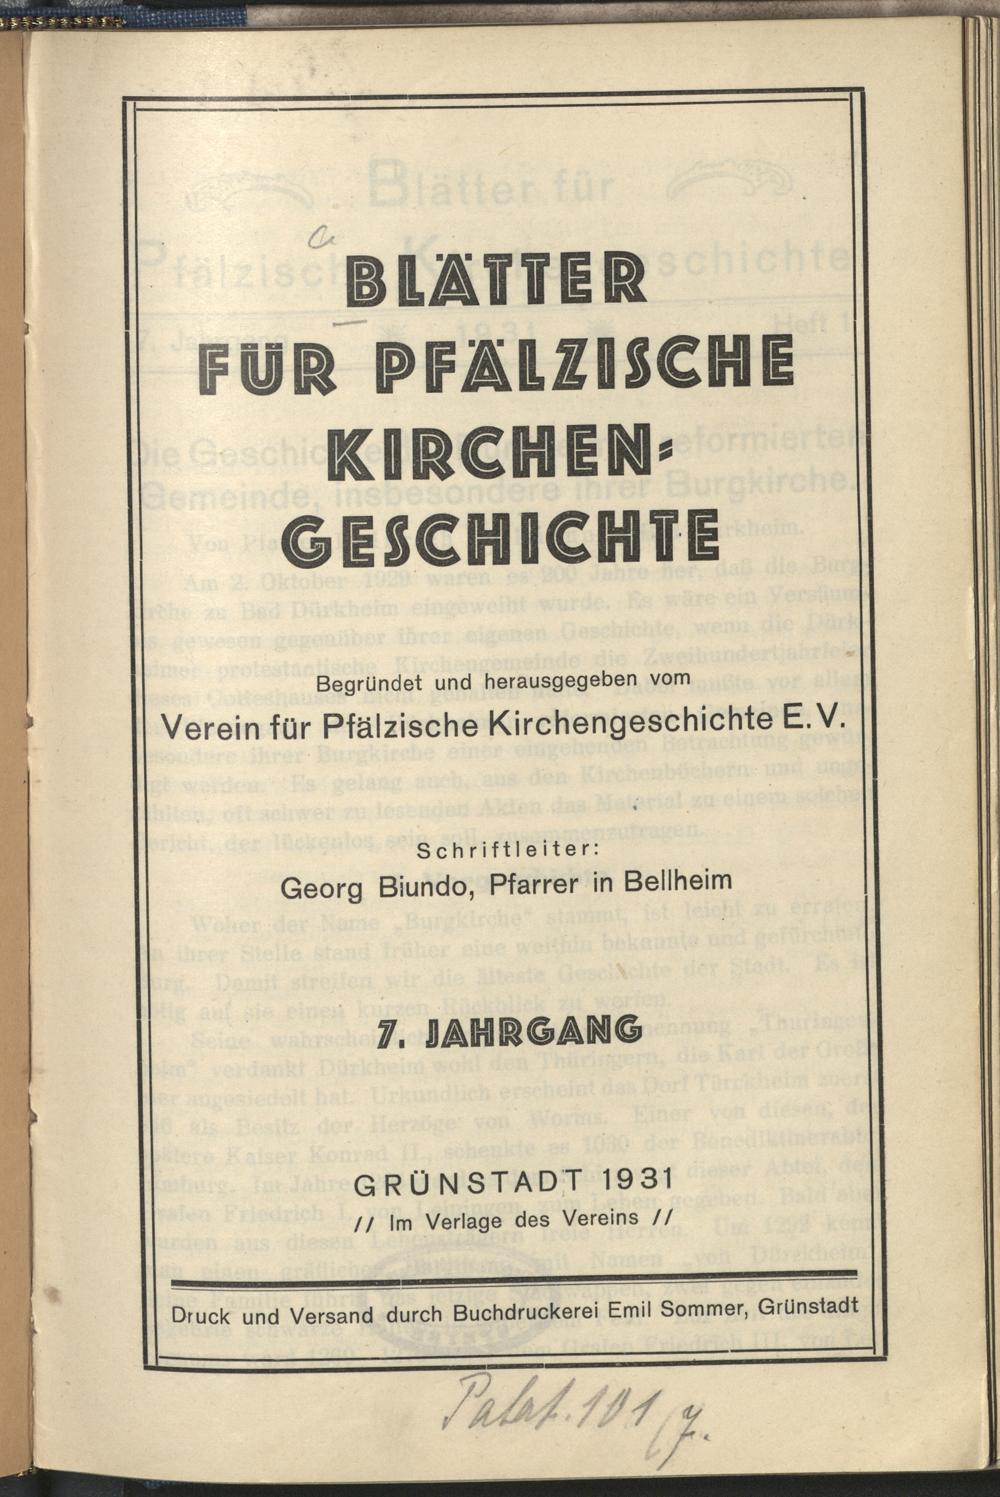 BLÄTTER
FÜR PFÄLZISCHE
KIRCHEN-
GESCHICHTE
Begründet und herausgegeben vom
Verein für Pfälzische Kirchengeschichte E. V.
Schriftleiter:
Georg Biundo, Pfarrer in Bellheim
7. JAHRGANG
GRÜNSTADT 1931
// Im Verlage des Vereins //
Druck und Versand durch Buchdruckerei Emil Sommer, Grünstadt
Palat. 101/7.